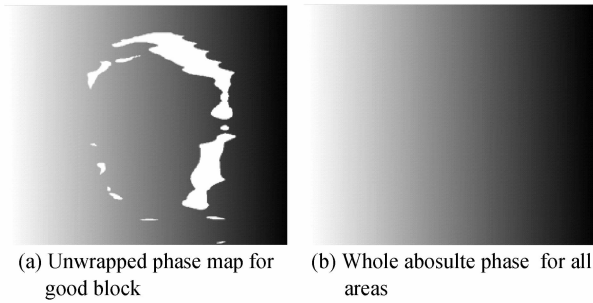 (a) Unwrapped phase map for
good block
(b) Whole abosulte phase  for all
areas